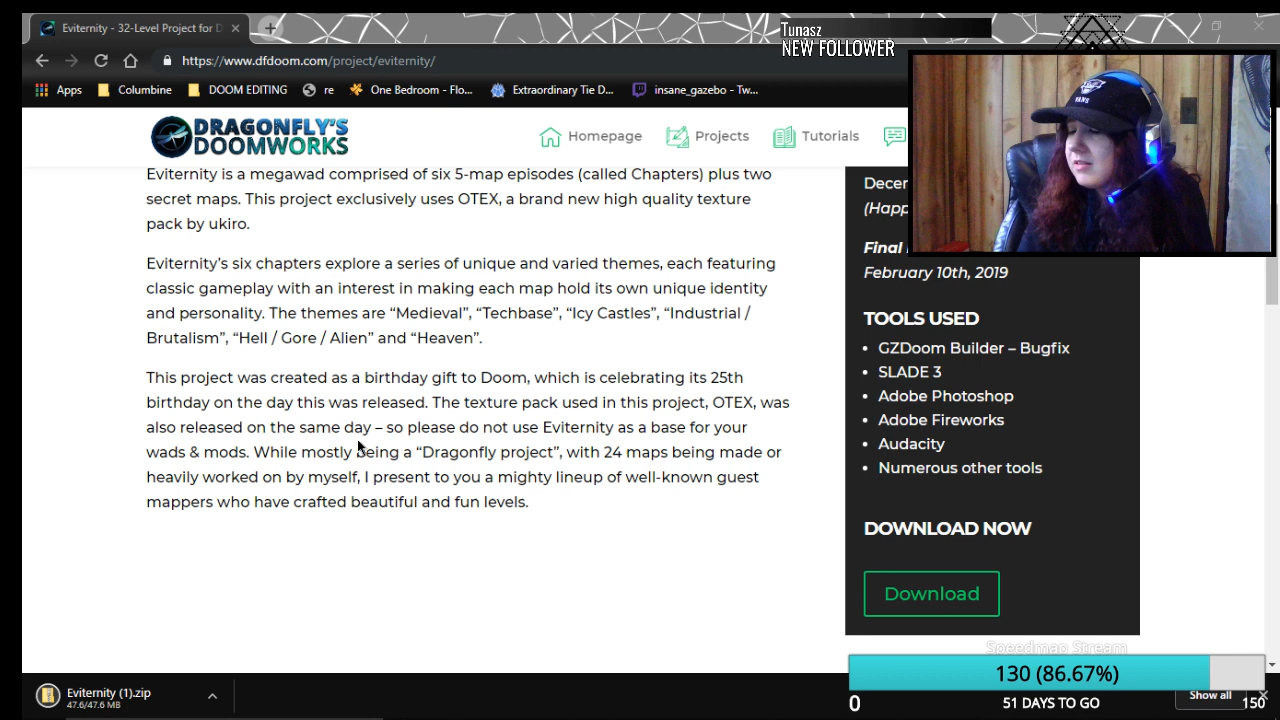 Eviternity - 32-Level Project for D
Tunasz
NEW FOLLOWER
https://www.dfdoom.com/project/eviternity/
Apps
Columbine
DOOM EDITING
re
One Bedroom - Flo...
Extraordinary Tie D...
insane_gazebo - Tw...
VANS
DRAGONFLY'S
DOOMWORKS
Homepage
Projects
Tutorials
Eviternity is a megawad comprised of six 5-map episodes (called Chapters) plus two
secret maps. This project exclusively uses OTEX, a brand new high quality texture
pack by ukiro.
Eviternity’s six chapters explore a series of unique and varied themes, each featuring
classic gameplay with an interest in making each map hold its own unique identity
and personality. The themes are “Medieval”, “Techbase”, “Icy Castles”, “Industrial /
Brutalism”, “Hell / Gore / Alien” and “Heaven”.
This project was created as a birthday gift to Doom, which is celebrating its 25th
birthday on the day this was released. The texture pack used in this project, OTEX, was
also released on the same day – so please do not use Eviternity as a base for your
wads & mods. While mostly being a “Dragonfly project”, with 24 maps being made or
heavily worked on by myself, I present to you a mighty lineup of well-known guest
mappers who have crafted beautiful and fun levels.
Decem
(Happ
Final
February 10th, 2019
TOOLS USED
• GZDoom Builder – Bugfix
• SLADE 3
• Adobe Photoshop
• Adobe Fireworks
• Audacity
• Numerous other tools
DOWNLOAD NOW
Download
Speedmap Stream
130 (86.67%)
0
51 DAYS TO GO
150
Eviternity (1).zip
47.6/47.6 MB
Show all